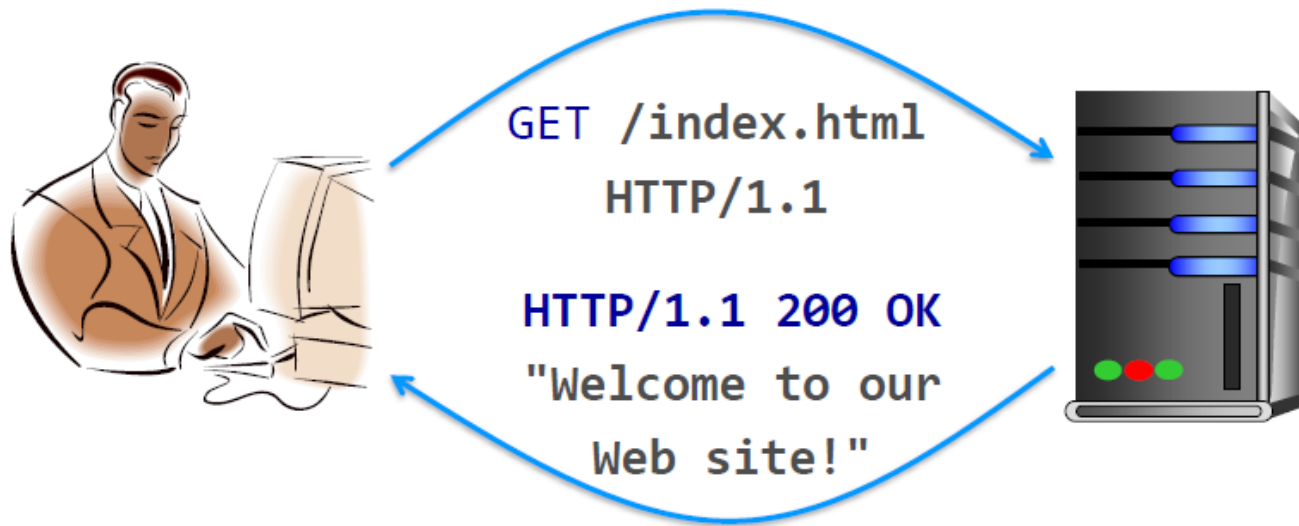 GET /index.html
HTTP/1.1
HTTP/1.1 200 OK
"Welcome to our
Web site!"